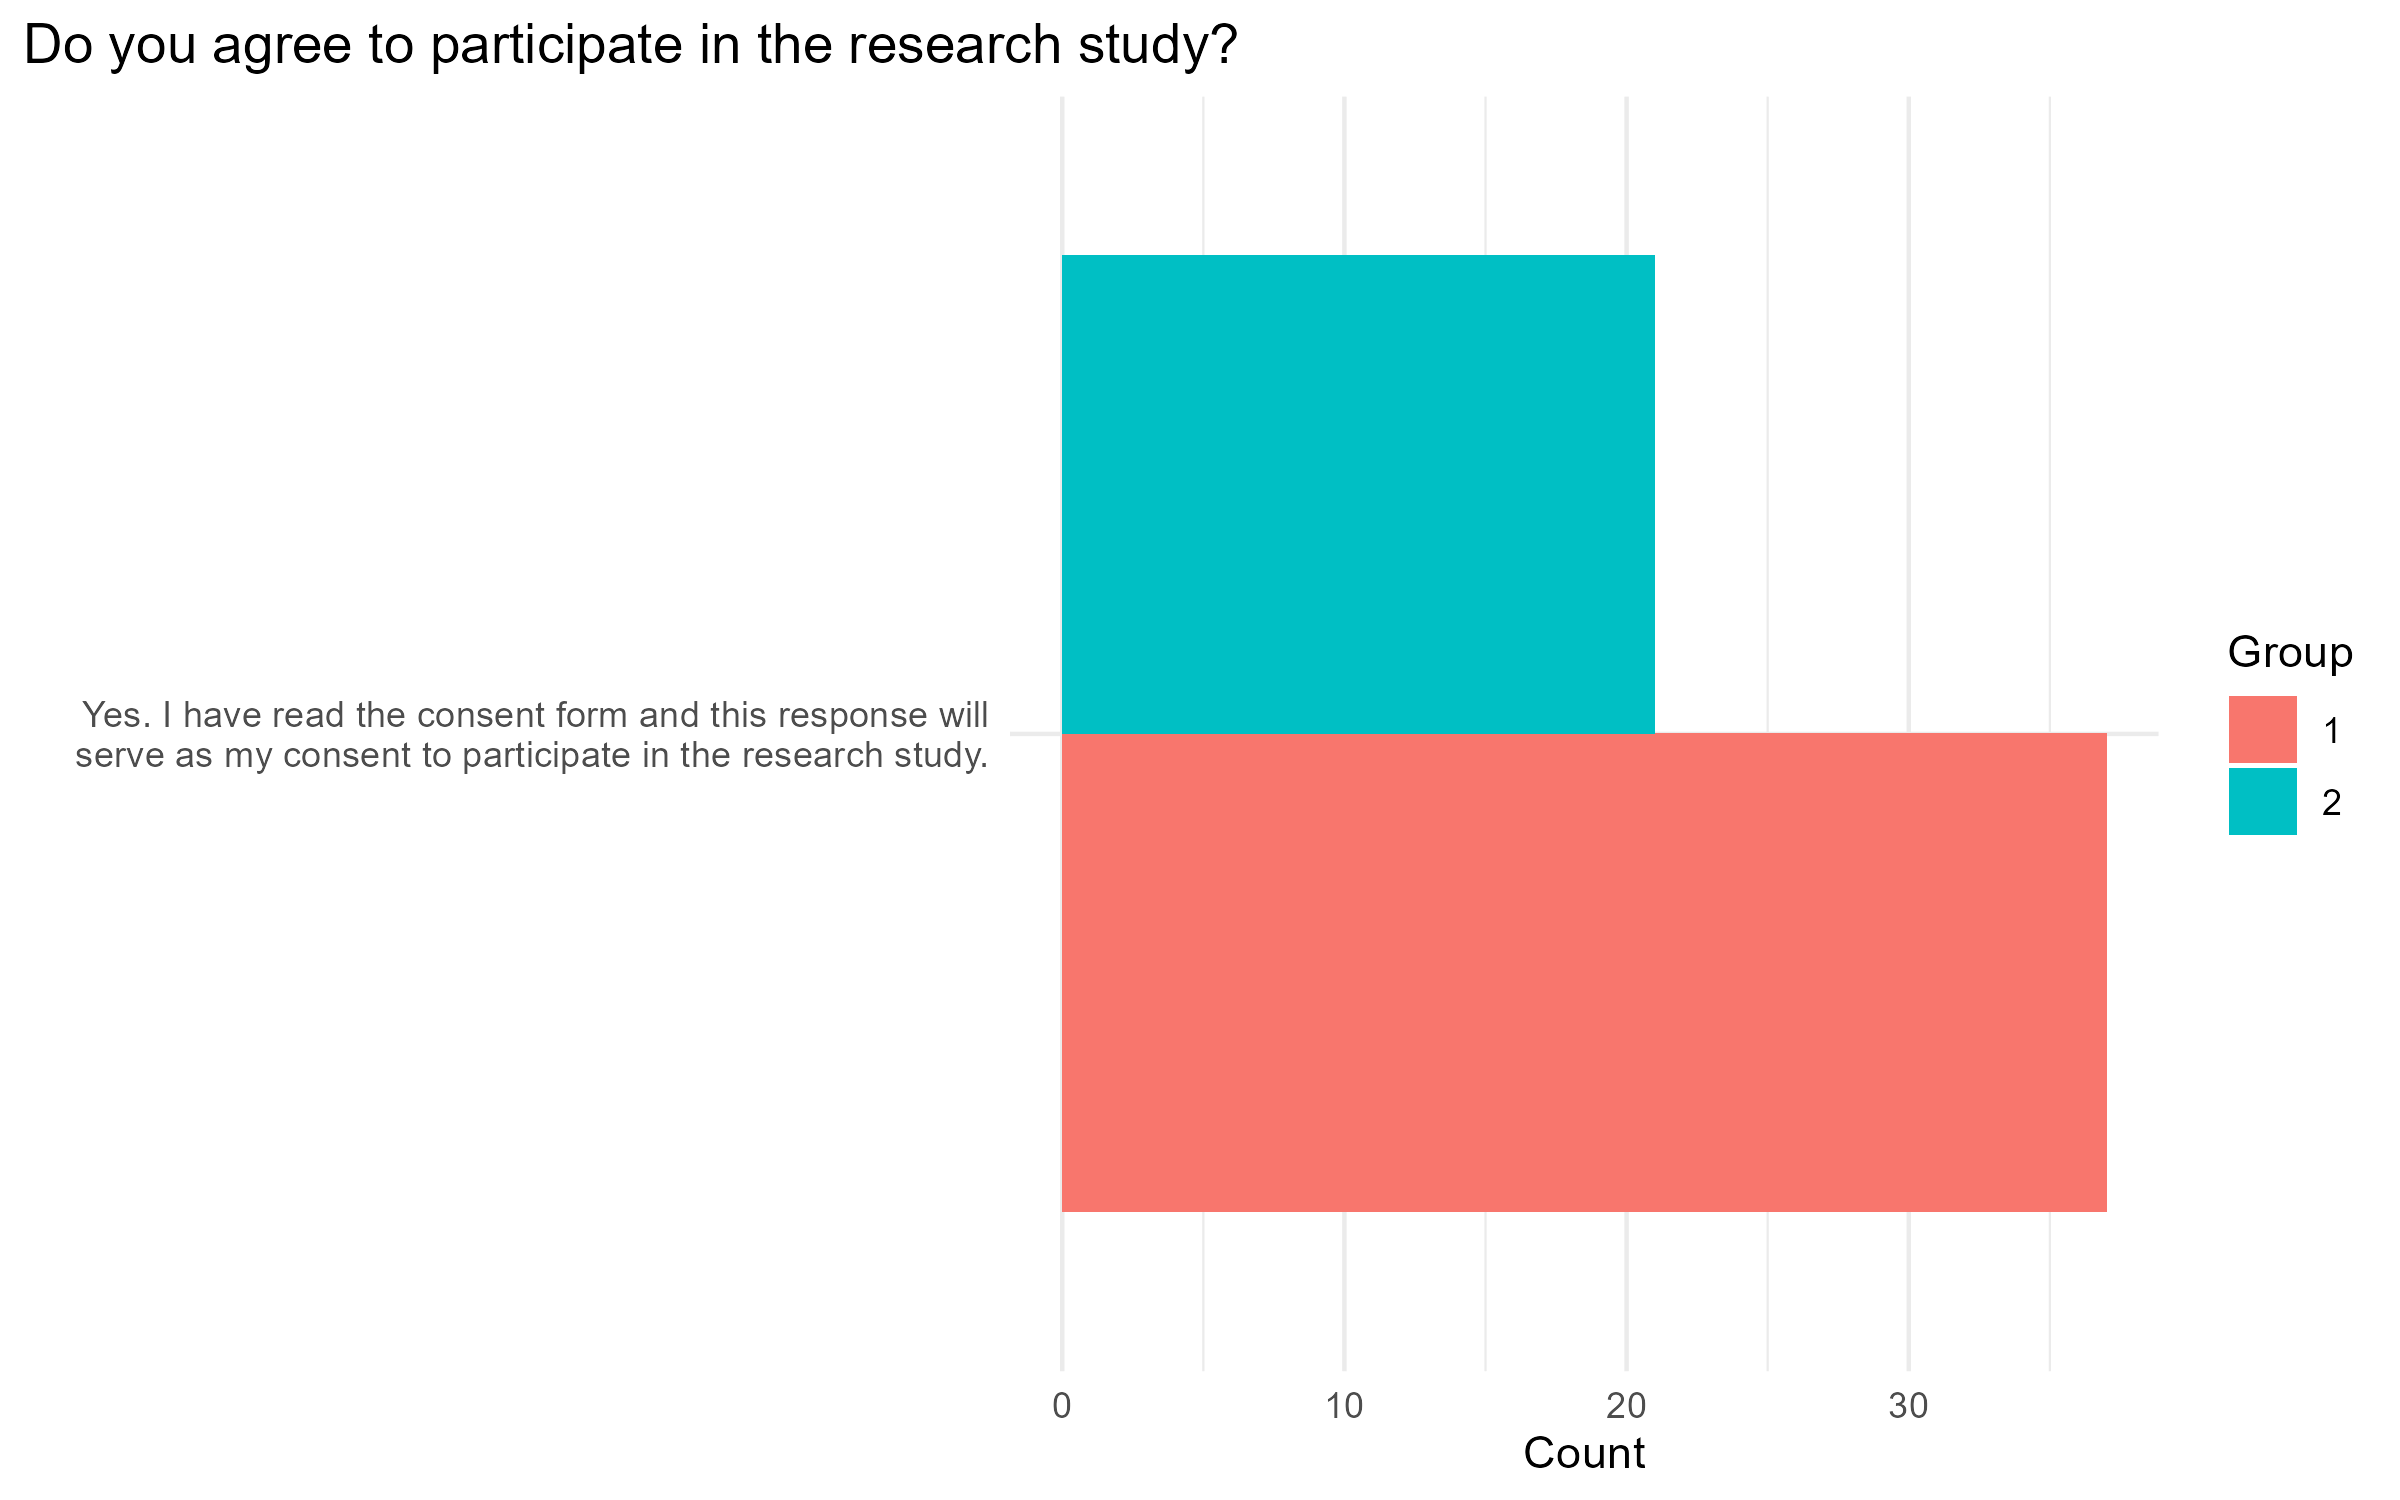 Do you agree to participate in the research study?
Yes. I have read the consent form and this response will
serve as my consent to participate in the research study.
Group
1
2
0
10
20
30
Count